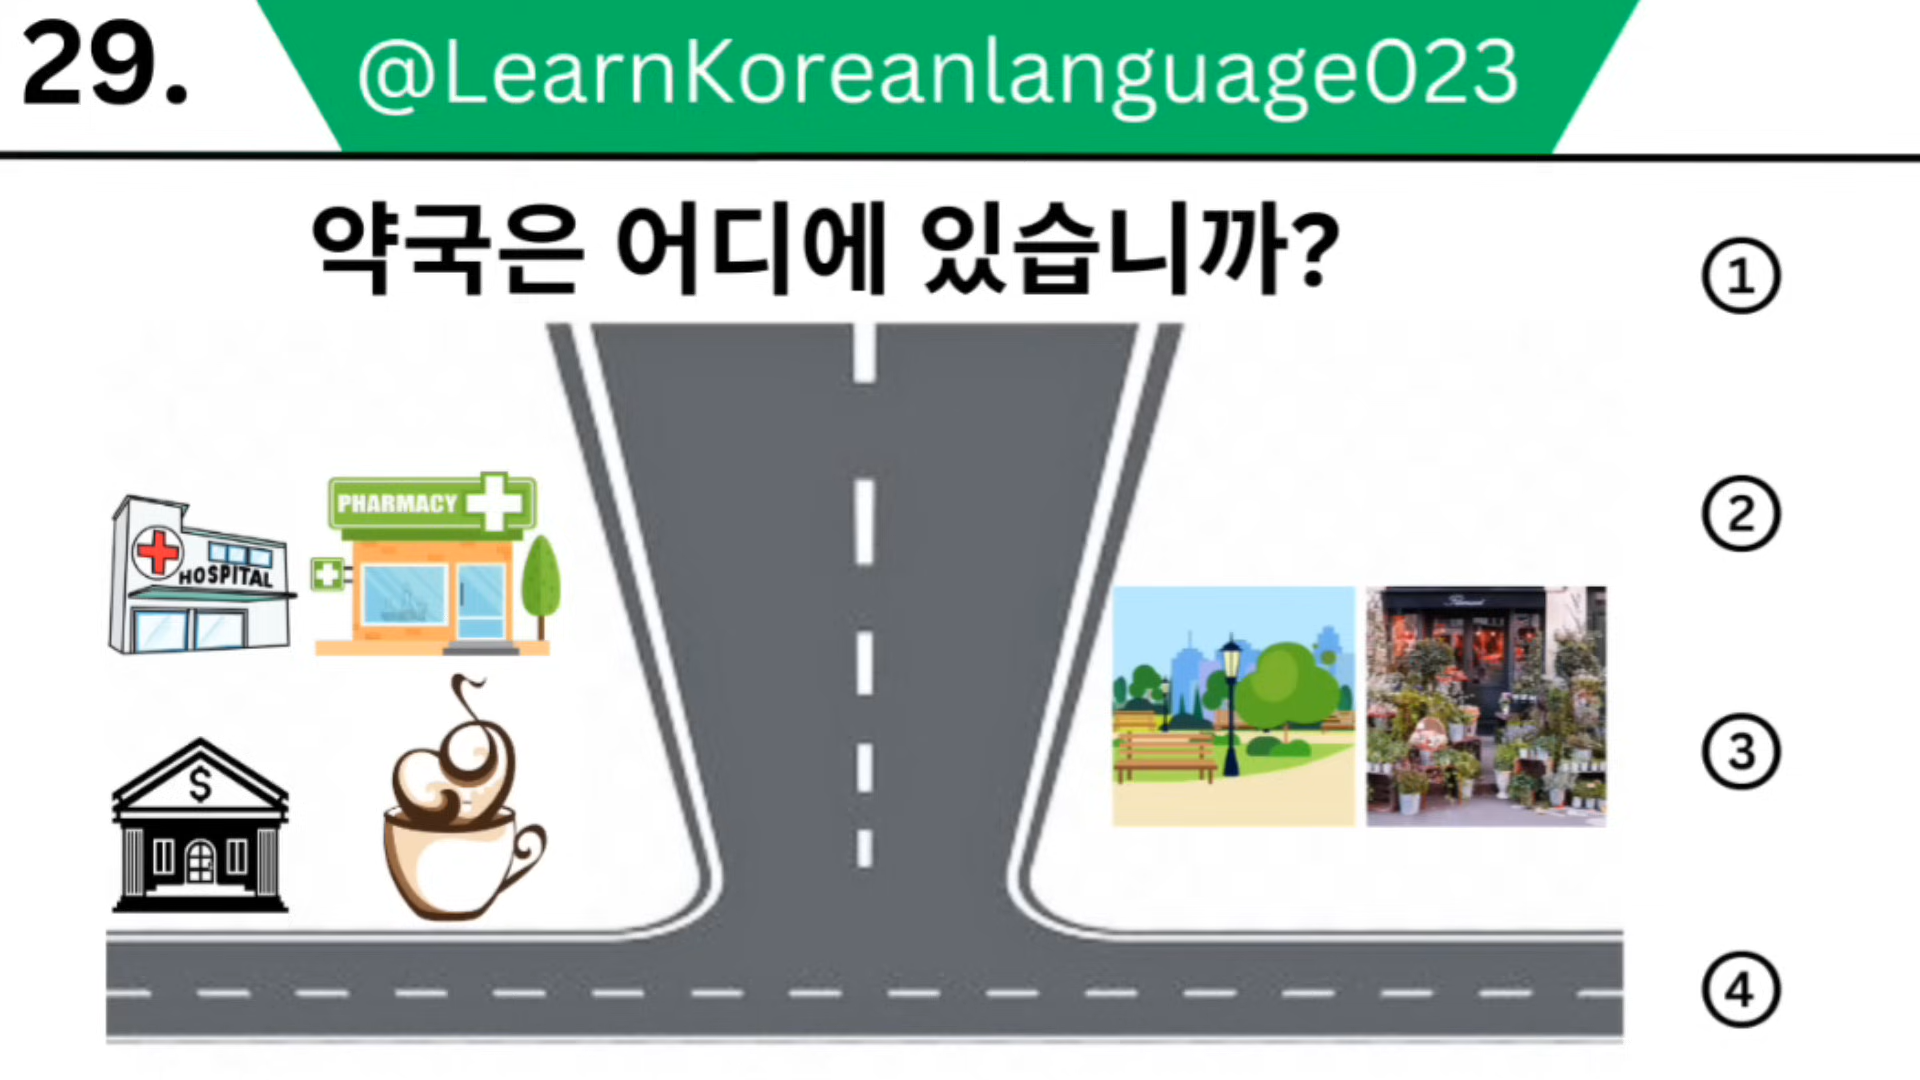 29.
@LearnKoreanlanguage023
약국은 어디에 있습니까?
①
PHARMACY
HOSPITAL
②
$
③
④